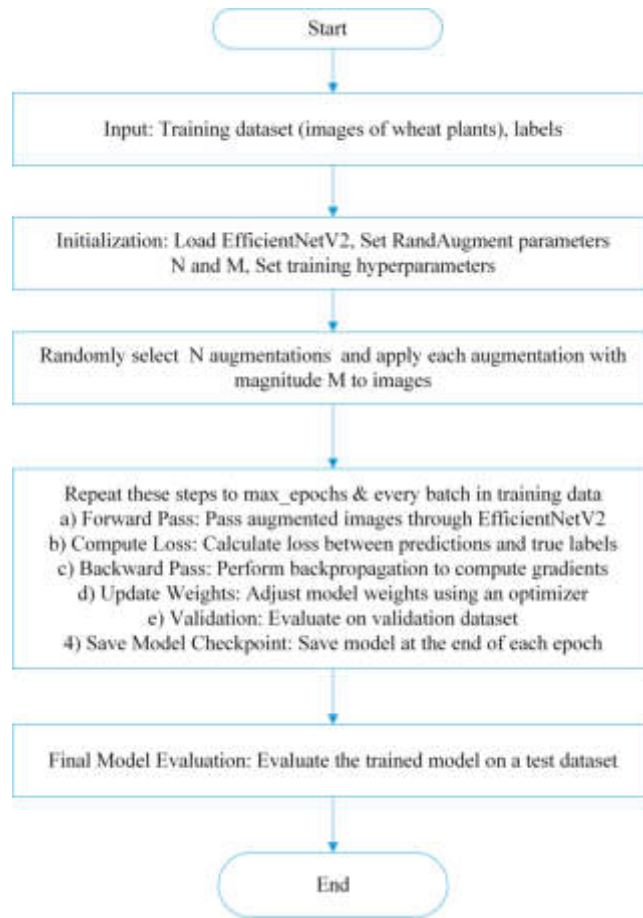 Start
Input: Training dataset (images of wheat plants), labels
Initialization: Load EfficientNetV2, Set RandAugment parameters
N and M, Set training hyperparameters
Randomly select N augmentations and apply each augmentation with
magnitude M to images
Repeat these steps to max_epochs & every batch in training data
a) Forward Pass: Pass augmented images through EfficientNetV2
b) Compute Loss: Calculate loss between predictions and true labels
c) Backward Pass: Perform backpropagation to compute gradients
d) Update Weights: Adjust model weights using an optimizer
e) Validation: Evaluate on validation dataset
4) Save Model Checkpoint: Save model at the end of each epoch
Final Model Evaluation: Evaluate the trained model on a test dataset
End